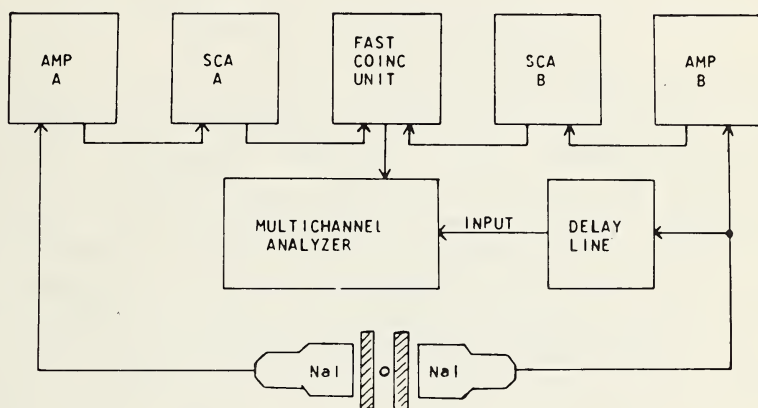 AMP
A
SCA
A
FAST
COINC
UNIT
SCA
B
AMP
B
MULTICHANNEL
ANALYZER
INPUT
DELAY
LINE
NaI
NaI